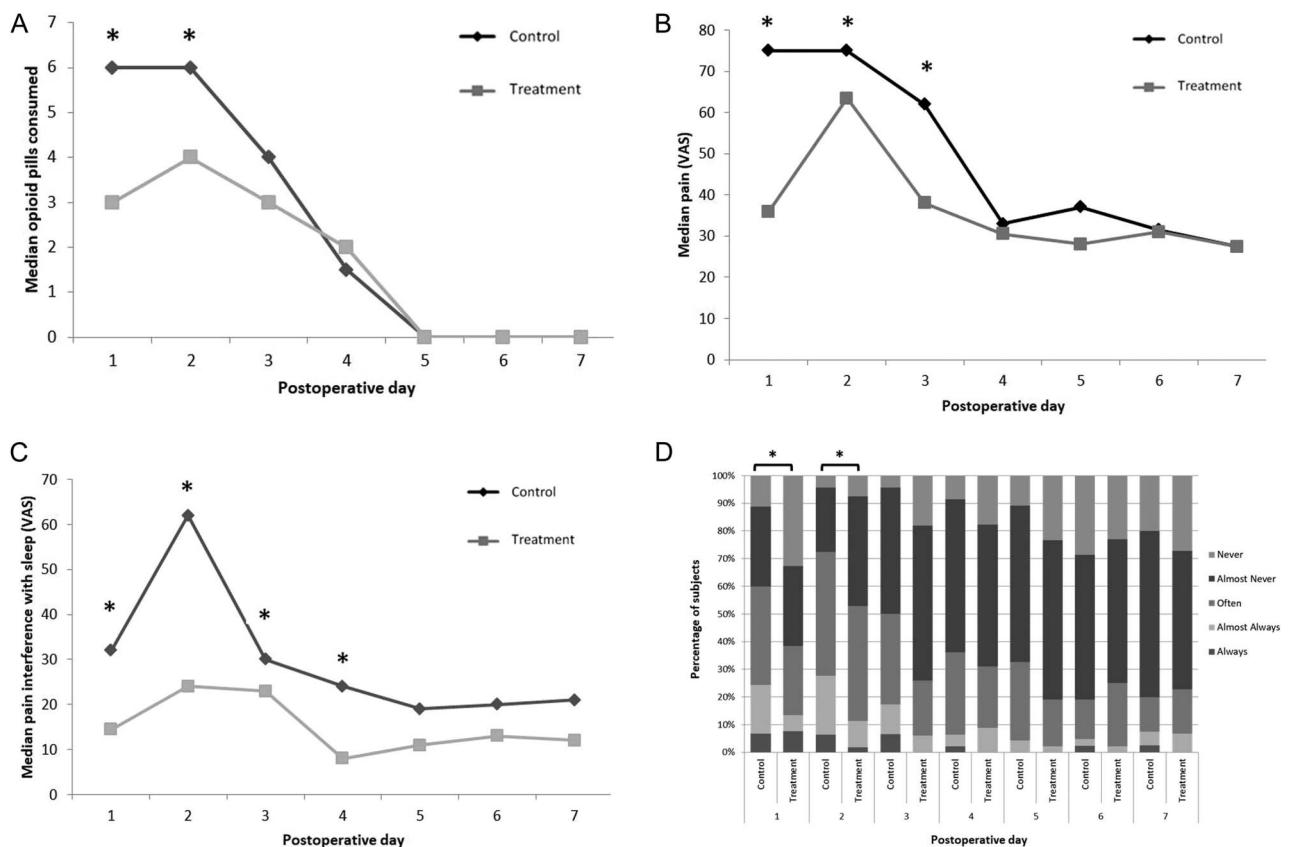 A
Median opioid pills consumed
7
6
5
4
3
2
1
0
* *
Control
Treatment
1 2 3 4 5 6 7
Postoperative day
B
Median pain (VAS)
80
70
60
50
40
30
20
10
0
* * *
Control
Treatment
1 2 3 4 5 6 7
Postoperative day
C
Median pain interference with sleep (VAS)
70
60
50
40
30
20
10
0
* * * *
Control
Treatment
1 2 3 4 5 6 7
Postoperative day
D
Percentage of subjects
100%
90%
80%
70%
60%
50%
40%
30%
20%
10%
0%
* *
Never
Almost Never
Often
Almost Always
Always
Control Treatment Control Treatment Control Treatment Control Treatment Control Treatment Control Treatment Control Treatment
1 2 3 4 5 6 7
Postoperative day